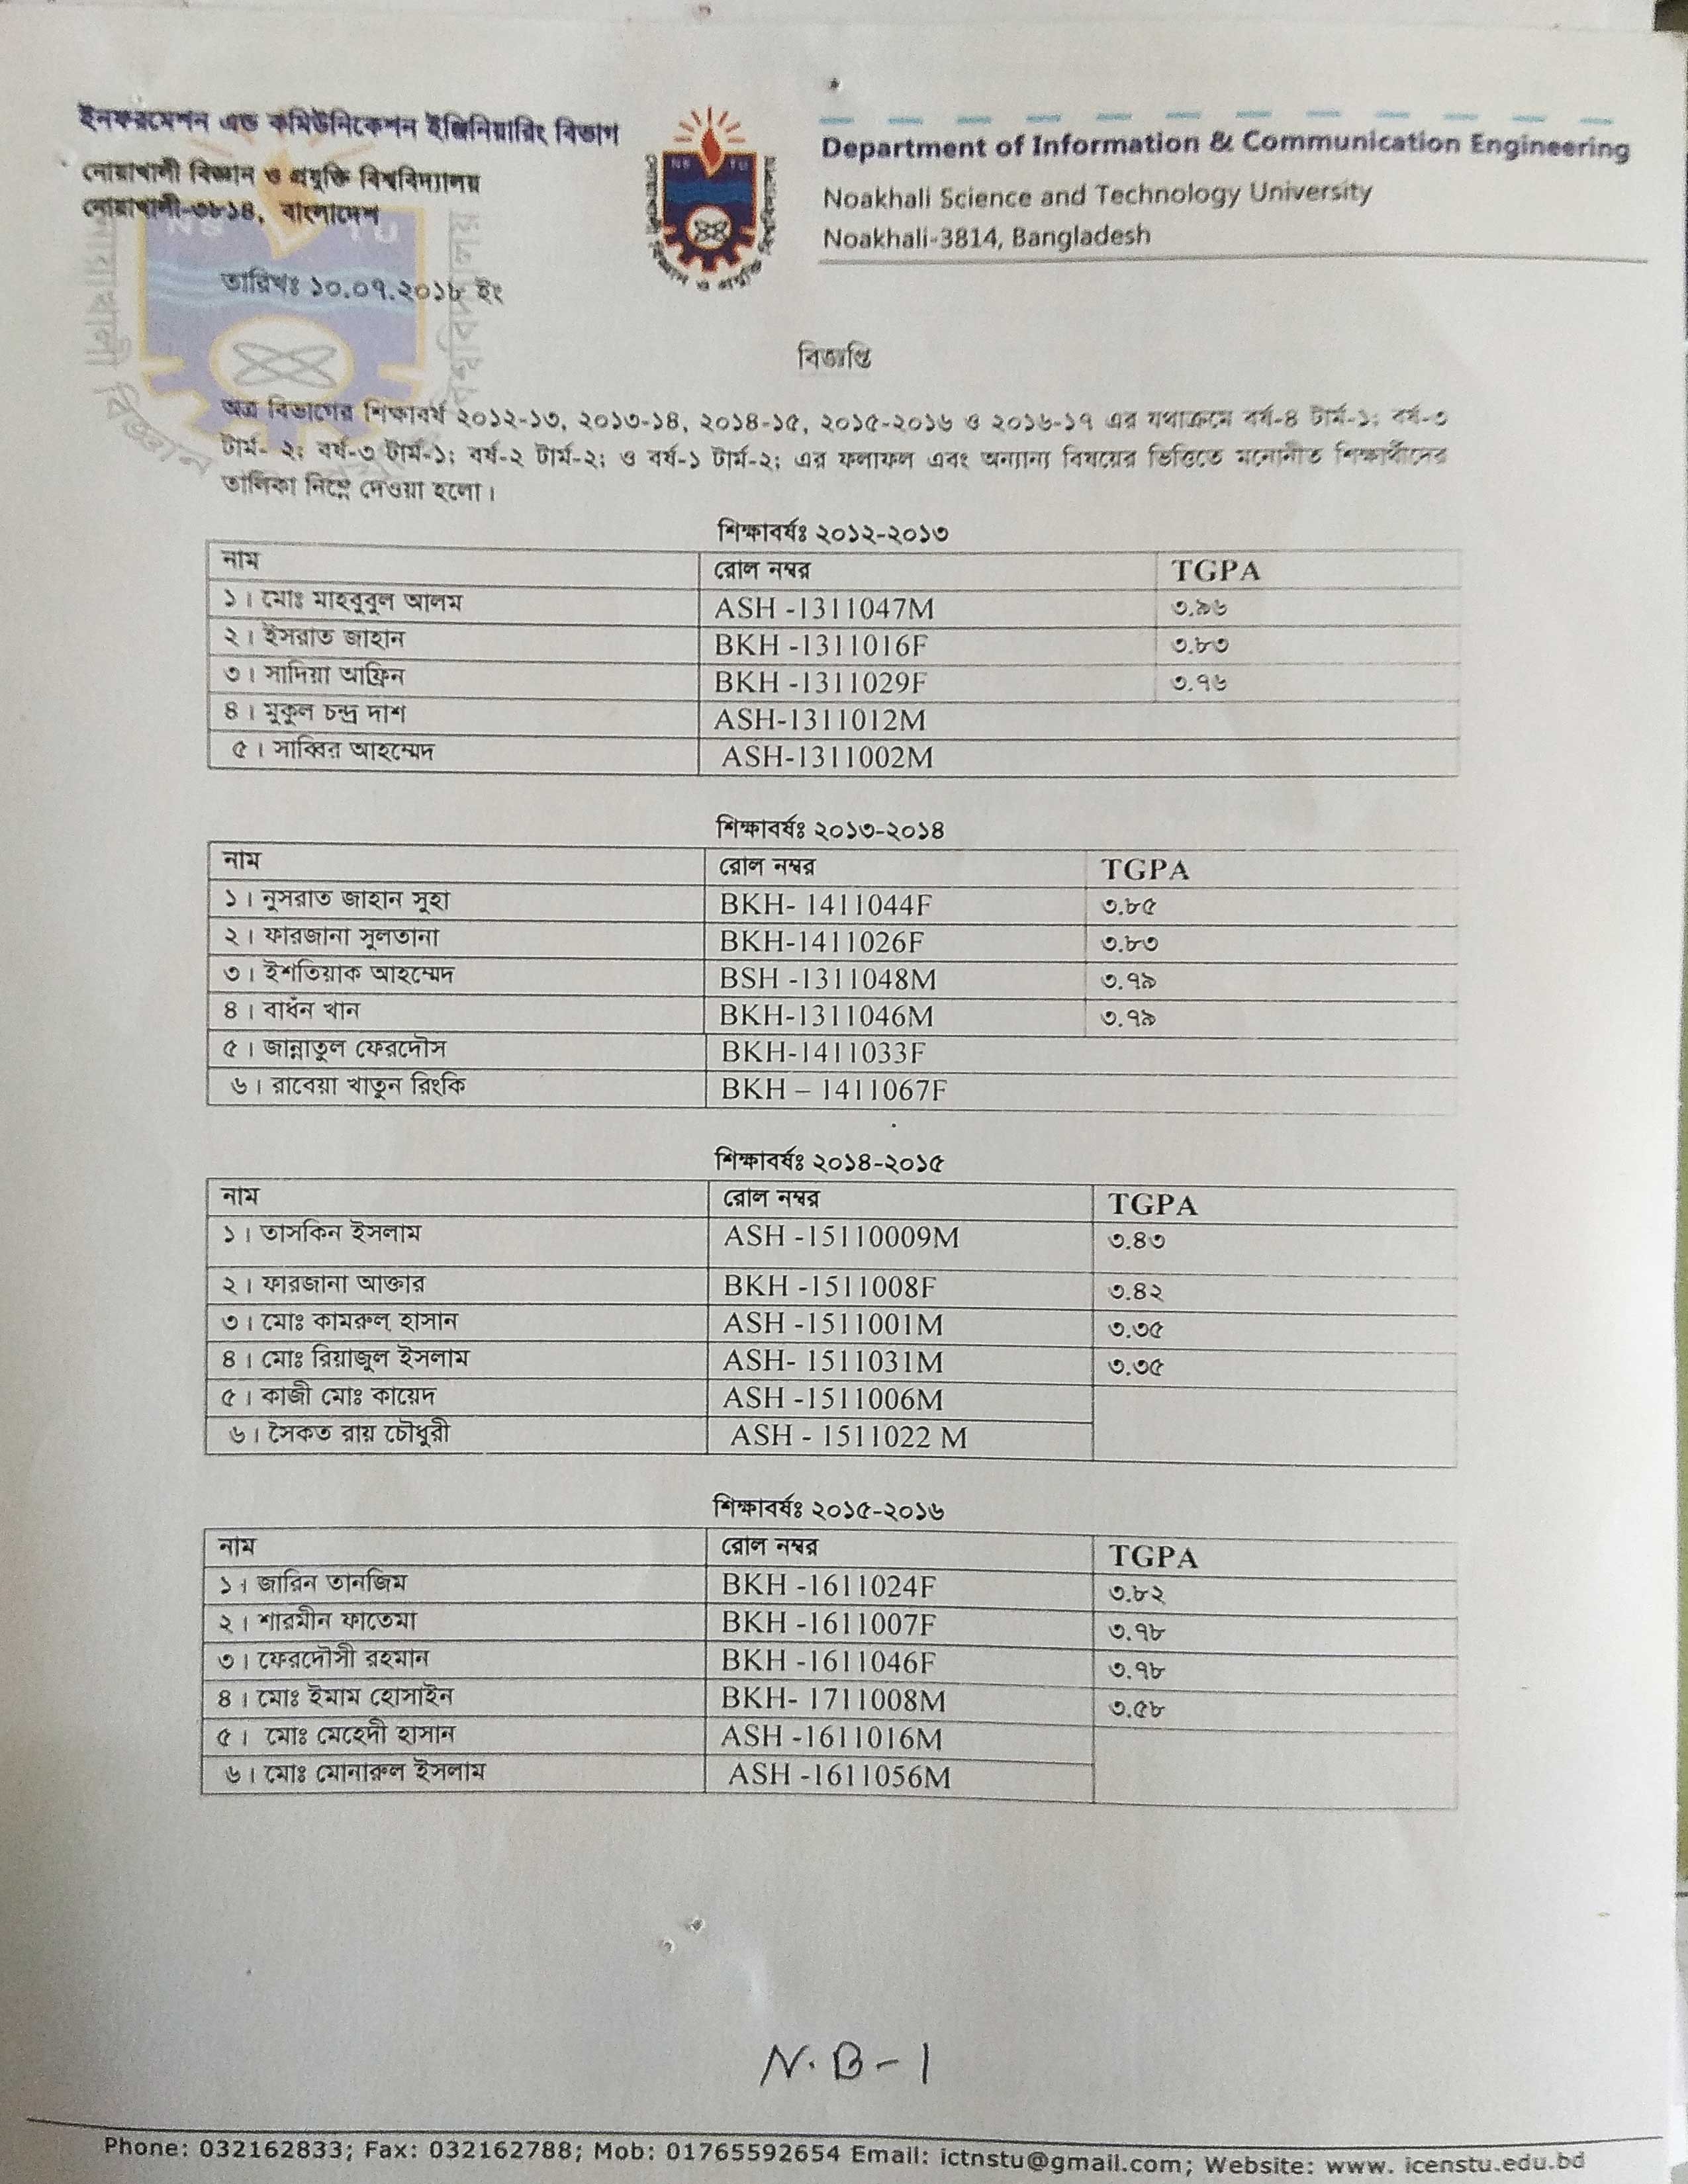 ইনফরমেশন এন্ড কমিউনিকেশন ইঞ্জিনিয়ারিং বিভাগ
নোয়াখালী বিজ্ঞান ও প্রযুক্তি বিশ্ববিদ্যালয়
নোয়াখালী-৩৮১৪, বাংলাদেশ
NS TU
Department of Information & Communication Engineering
Noakhali Science and Technology University
Noakhali-3814, Bangladesh
তারিখঃ ১০.০৭.২০১৮ ইং
বিজ্ঞপ্তি
অত্র বিভাগের শিক্ষাবর্ষ ২০১২-১৩, ২০১৩-১৪, ২০১৪-১৫, ২০১৫-২০১৬ ও ২০১৬-১৭ এর যথাক্রমে বর্ষ-৪ টার্ম-১; বর্ষ-৩
টার্ম- ২; বর্ষ-৩ টার্ম-১; বর্ষ-২ টার্ম-২; ও বর্ষ-১ টার্ম-২; এর ফলাফল এবং অন্যান্য বিষয়ের ভিত্তিতে মনোনীত শিক্ষার্থীদের
তালিকা নিম্নে দেওয়া হলো।
শিক্ষাবর্ষঃ ২০১২-২০১৩
নাম রোল নম্বর TGPA
১। মোঃ মাহবুবুল আলম ASH -1311047M ৩.৯৬
২। ইসরাত জাহান BKH -1311016F ৩.৮৩
৩। সাদিয়া আফ্রিন BKH -1311029F ৩.৭৬
৪। মুকুল চন্দ্র দাশ ASH-1311012M
৫। সাব্বির আহম্মেদ ASH-1311002M
শিক্ষাবর্ষঃ ২০১৩-২০১৪
নাম রোল নম্বর TGPA
১। নুসরাত জাহান সুহা BKH- 1411044F ৩.৮৫
২। ফারজানা সুলতানা BKH-1411026F ৩.৮৩
৩। ইশতিয়াক আহম্মেদ BSH -1311048M ৩.৭৯
৪। বাধঁন খান BKH-1311046M ৩.৭৯
৫। জান্নাতুল ফেরদৌস BKH-1411033F
৬। রাবেয়া খাতুন রিংকি BKH – 1411067F
শিক্ষাবর্ষঃ ২০১৪-২০১৫
নাম রোল নম্বর TGPA
১। তাসকিন ইসলাম ASH -15110009M ৩.৪৩
২। ফারজানা আক্তার BKH -1511008F ৩.৪২
৩। মোঃ কামরুল্ হাসান ASH -1511001M ৩.৩৫
৪। মোঃ রিয়াজুল ইসলাম ASH- 1511031M ৩.৩৫
৫। কাজী মোঃ কায়েদ ASH -1511006M
৬। সৈকত রায় চৌধুরী ASH - 1511022 M
শিক্ষাবর্ষঃ ২০১৫-২০১৬
নাম রোল নম্বর TGPA
১। জারিন তানজিম BKH -1611024F ৩.৮২
২। শারমীন ফাতেমা BKH -1611007F ৩.৭৮
৩। ফেরদৌসী রহমান BKH -1611046F ৩.৭৮
৪। মোঃ ইমাম হোসাইন BKH- 1711008M ৩.৫৮
৫। মোঃ মেহেদী হাসান ASH -1611016M
৬। মোঃ মোনারুল ইসলাম ASH -1611056M
N.B-1
Phone: 032162833; Fax: 032162788; Mob: 01765592654 Email: ictnstu@gmail.com; Website: www. icenstu.edu.bd